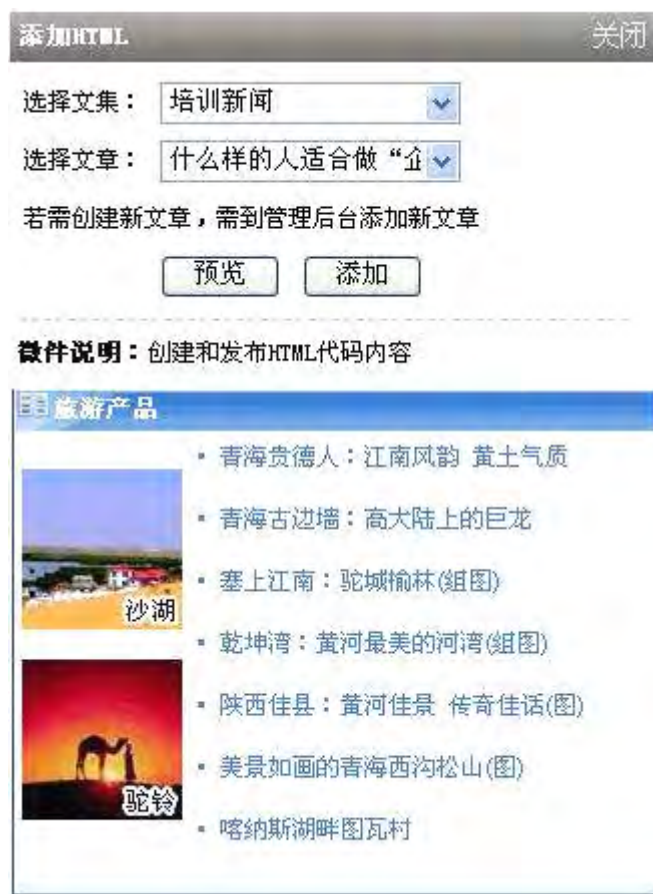 添加HTML 关闭
选择文集： 培训新闻
选择文章： 什么样的人适合做“企
若需创建新文章，需到管理后台添加新文章
预览 添加
微件说明：创建和发布HTML代码内容
旅游产品
青海贵德人：江南风韵 黄土气质
青海古边墙：高大陆上的巨龙
沙湖
塞上江南：驼城榆林(组图)
乾坤湾：黄河最美的河湾(组图)
陕西佳县：黄河佳景 传奇佳话(图)
美景如画的青海西沟松山(图)
驼铃
喀纳斯湖畔图瓦村